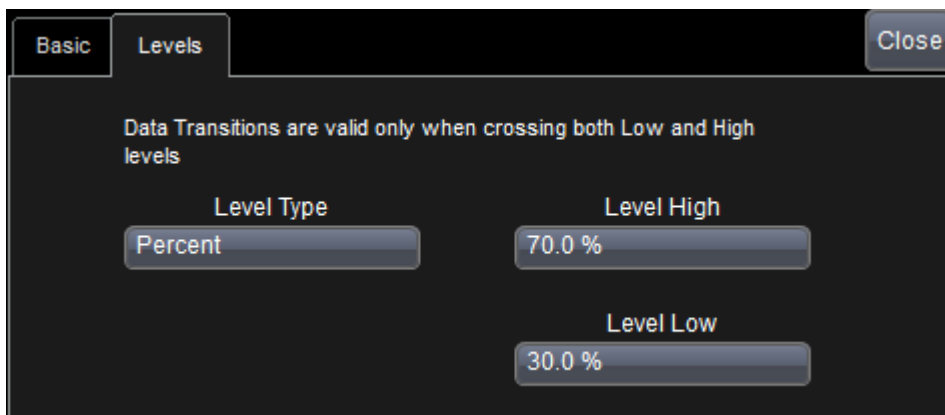 Basic
Levels
Close
Data Transitions are valid only when crossing both Low and High
levels
Level Type
Level High
Percent
70.0 %
Level Low
30.0 %